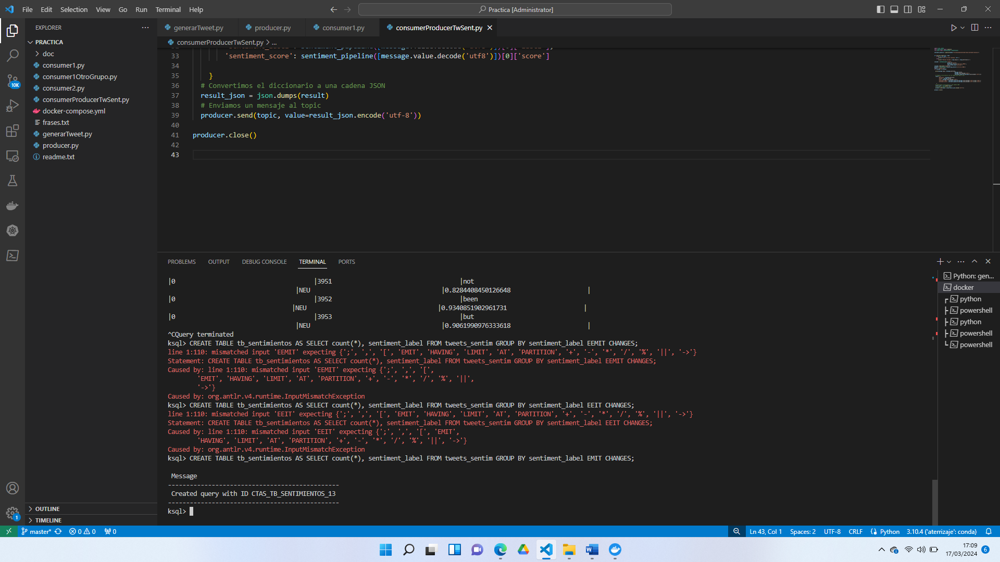 File Edit Selection View Go Run Terminal Help
Practica [Administrator]
EXPLORER
PRACTICA
doc
consumer1.py
consumer1OtroGrupo.py
consumer2.py
consumerProducerTwSent.py
docker-compose.yml
frases.txt
generarTweet.py
producer.py
readme.txt
10K
OUTLINE
TIMELINE
1
generarTweet.py producer.py consumer1.py consumerProducerTwSent.py
consumerProducerTwSent.py > ...
33 'sentiment_score': sentiment_pipeline([message.value.decode('utf8')])[0]['score']
34
35 }
36 # Convertimos el diccionario a una cadena JSON
37 result_json = json.dumps(result)
38 # Enviamos un mensaje al topic
39 producer.send(topic, value=result_json.encode('utf-8'))
40
41 producer.close()
42
43
PROBLEMS OUTPUT DEBUG CONSOLE TERMINAL PORTS
|0 |3951 |not
|NEU |0.8284408450126648 |
|0 |3952 |been
|NEU |0.9340851902961731 |
|0 |3953 |but
|NEU |0.9061990976333618 |
^CQuery terminated
ksql> CREATE TABLE tb_sentimientos AS SELECT count(*), sentiment_label FROM tweets_sentim GROUP BY sentiment_label EEMIT CHANGES;
line 1:110: mismatched input 'EEMIT' expecting {';', ',', '[', 'EMIT', 'HAVING', 'LIMIT', 'AT', 'PARTITION', '+', '-', '*', '/', '%', '||', '->'}
Statement: CREATE TABLE tb_sentimientos AS SELECT count(*), sentiment_label FROM tweets_sentim GROUP BY sentiment_label EEMIT CHANGES;
Caused by: line 1:110: mismatched input 'EEMIT' expecting {';', ',', '[',
'EMIT', 'HAVING', 'LIMIT', 'AT', 'PARTITION', '+', '-', '*', '/', '%', '||',
'->'}
Caused by: org.antlr.v4.runtime.InputMismatchException
ksql> CREATE TABLE tb_sentimientos AS SELECT count(*), sentiment_label FROM tweets_sentim GROUP BY sentiment_label EEIT CHANGES;
line 1:110: mismatched input 'EEIT' expecting {';', ',', '[', 'EMIT', 'HAVING', 'LIMIT', 'AT', 'PARTITION', '+', '-', '*', '/', '%', '||', '->'}
Statement: CREATE TABLE tb_sentimientos AS SELECT count(*), sentiment_label FROM tweets_sentim GROUP BY sentiment_label EEIT CHANGES;
Caused by: line 1:110: mismatched input 'EEIT' expecting {';', ',', '[', 'EMIT',
'HAVING', 'LIMIT', 'AT', 'PARTITION', '+', '-', '*', '/', '%', '||', '->'}
Caused by: org.antlr.v4.runtime.InputMismatchException
ksql> CREATE TABLE tb_sentimientos AS SELECT count(*), sentiment_label FROM tweets_sentim GROUP BY sentiment_label EMIT CHANGES;
Message
-----------------------------------------------
Created query with ID CTAS_TB_SENTIMIENTOS_13
-----------------------------------------------
ksql>
Python: gen...
docker
python
powershell
python
powershell
powershell
master* 0 0 0 Ln 43, Col 1 Spaces: 2 UTF-8 CRLF Python 3.10.4 ('aterrizaje': conda)
17:09
17/03/2024
6